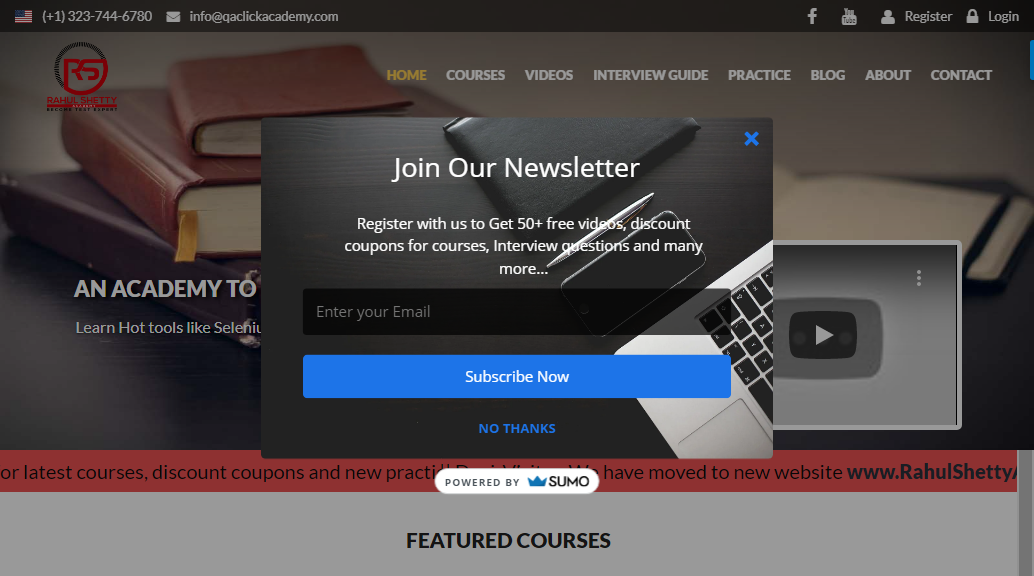 (+1) 323-744-6780 info@qaclickacademy.com You Tube Register Login
RS
RAHUL SHETTY
HOME COURSES VIDEOS INTERVIEW GUIDE PRACTICE BLOG ABOUT CONTACT
Join Our Newsletter
Register with us to Get 50+ free videos, discount
coupons for courses, Interview questions and many
more...
AN ACADEMY TO
Learn Hot tools like Seleniu
Enter your Email
Subscribe Now
NO THANKS
or latest courses, discount coupons and new practi We have moved to new website www.RahulShettyA
POWERED BY SUMO
FEATURED COURSES